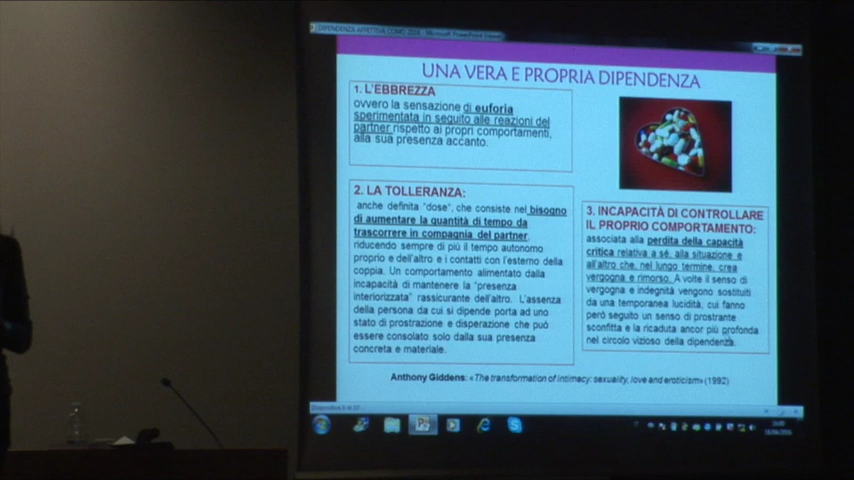 DIPENDENZA AFFETTIVA COMO 2016 - Microsoft PowerPoint
UNA VERA E PROPRIA DIPENDENZA
1. L'EBBREZZA
ovvero la sensazione di euforia
sperimentata in seguito alle reazioni del
partner rispetto ai propri comportamenti,
alla sua presenza accanto.
2. LA TOLLERANZA:
anche definita "dose", che consiste nel bisogno
di aumentare la quantità di tempo da
trascorrere in compagnia del partner,
riducendo sempre di più il tempo autonomo
proprio e dell'altro e i contatti con l'esterno della
coppia. Un comportamento alimentato dalla
incapacità di mantenere la "presenza
interiorizzata" rassicurante dell'altro. L'assenza
della persona da cui si dipende porta ad uno
stato di prostrazione e disperazione che può
essere consolato solo dalla sua presenza
concreta e materiale.
3. INCAPACITÀ DI CONTROLLARE
IL PROPRIO COMPORTAMENTO:
associata alla perdita della capacità
critica relativa a sé, alla situazione e
all'altro che, nel lungo termine, crea
vergogna e rimorso. A volte il senso di
vergogna e indegnità vengono sostituiti
da una temporanea lucidità, cui fanno
però seguito un senso di prostrante
sconfitta e la ricaduta ancor più profonda
nel circolo vizioso della dipendenza.
Anthony Giddens: «The transformation of intimacy: sexuality, love and eroticism» (1992)